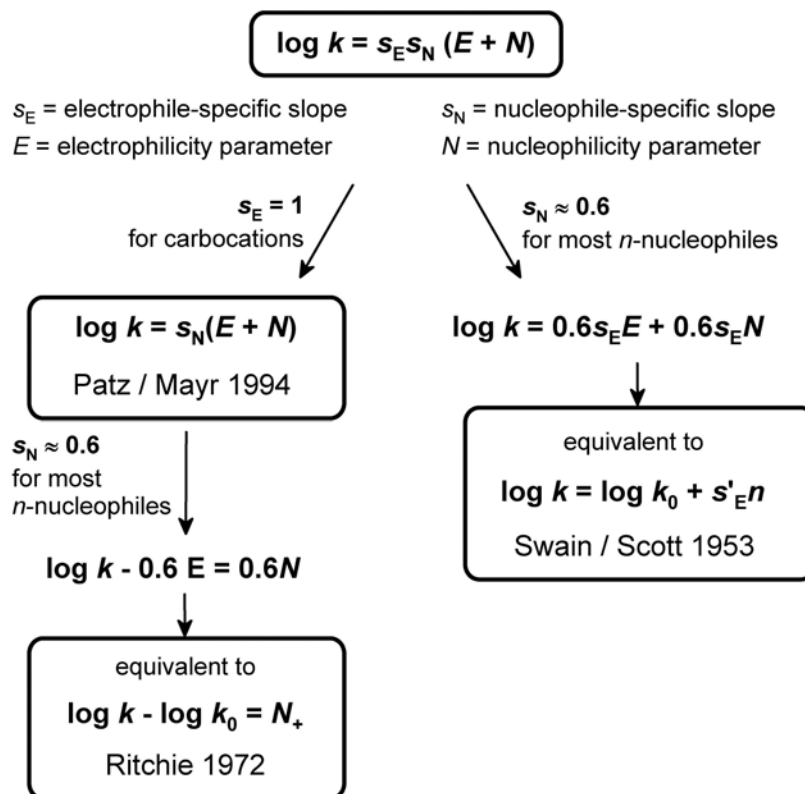 log k = sEsN (E + N)
sE = electrophile-specific slope
E = electrophilicity parameter
sN = nucleophile-specific slope
N = nucleophilicity parameter
sE = 1
for carbocations
sN ≈ 0.6
for most n-nucleophiles
log k = sN(E + N)
Patz / Mayr 1994
log k = 0.6sEE + 0.6sEN
sN ≈ 0.6
for most
n-nucleophiles
equivalent to
log k = log k0 + s'En
Swain / Scott 1953
log k - 0.6 E = 0.6N
equivalent to
log k - log k0 = N+
Ritchie 1972